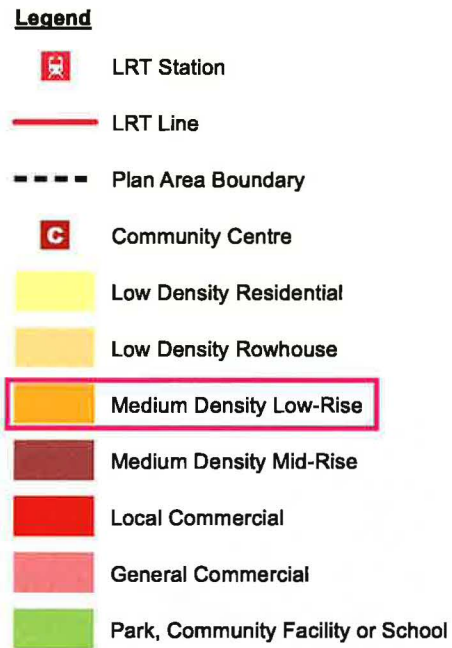 Legend
LRT Station
LRT Line
Plan Area Boundary
C Community Centre
Low Density Residential
Low Density Rowhouse
Medium Density Low-Rise
Medium Density Mid-Rise
Local Commercial
General Commercial
Park, Community Facility or School